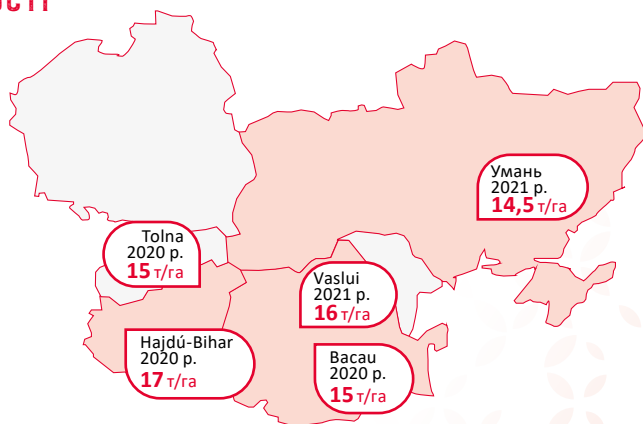 Умань
2021 р.
14,5 т/га
Tolna
2020 р.
15 т/га
Vaslui
2021 р.
16 т/га
Hajdú-Bihar
2020 р.
17 т/га
Bacau
2020 р.
15 т/га